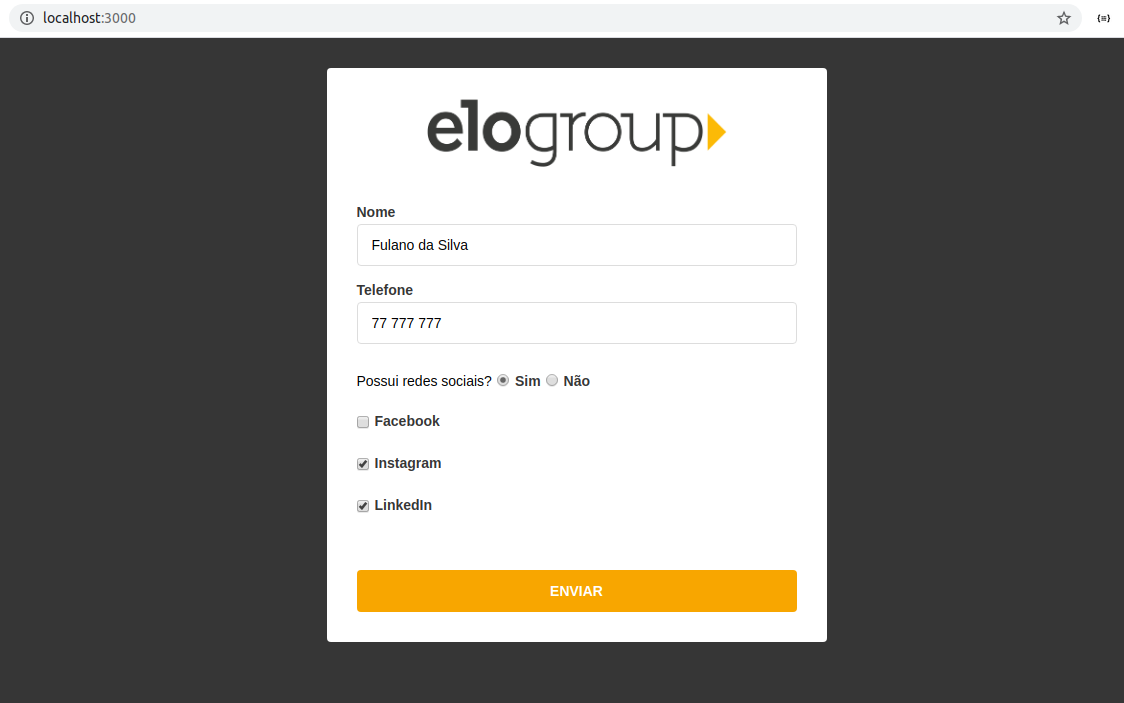 localhost:3000
elogroup
Nome
Fulano da Silva
Telefone
77 777 777
Possui redes sociais? Sim Não
Facebook
Instagram
LinkedIn
ENVIAR